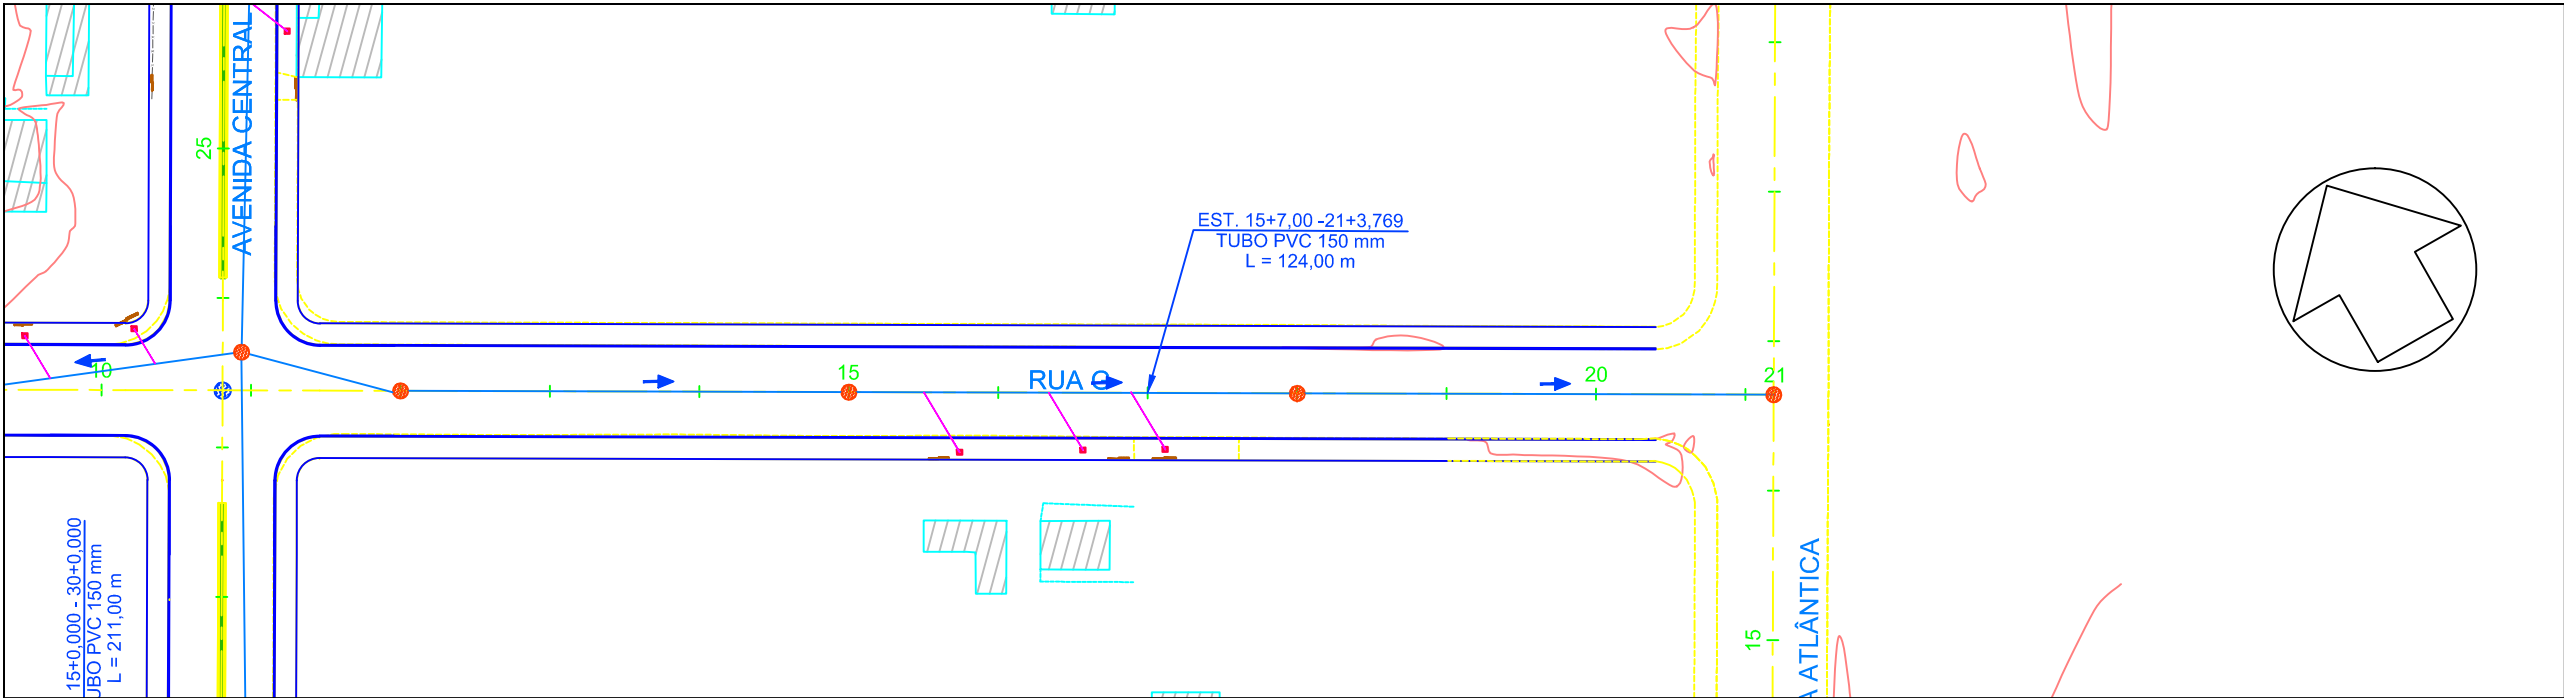 AVENIDA CENTRAL
25
EST. 15+7,00 -21+3,769
TUBO PVC 150 mm
L = 124,00 m
10
15
RUA G
20
21
15+0,000 - 30+0,000
UBO PVC 150 mm
L = 211,00 m
15
A ATLÂNTICA